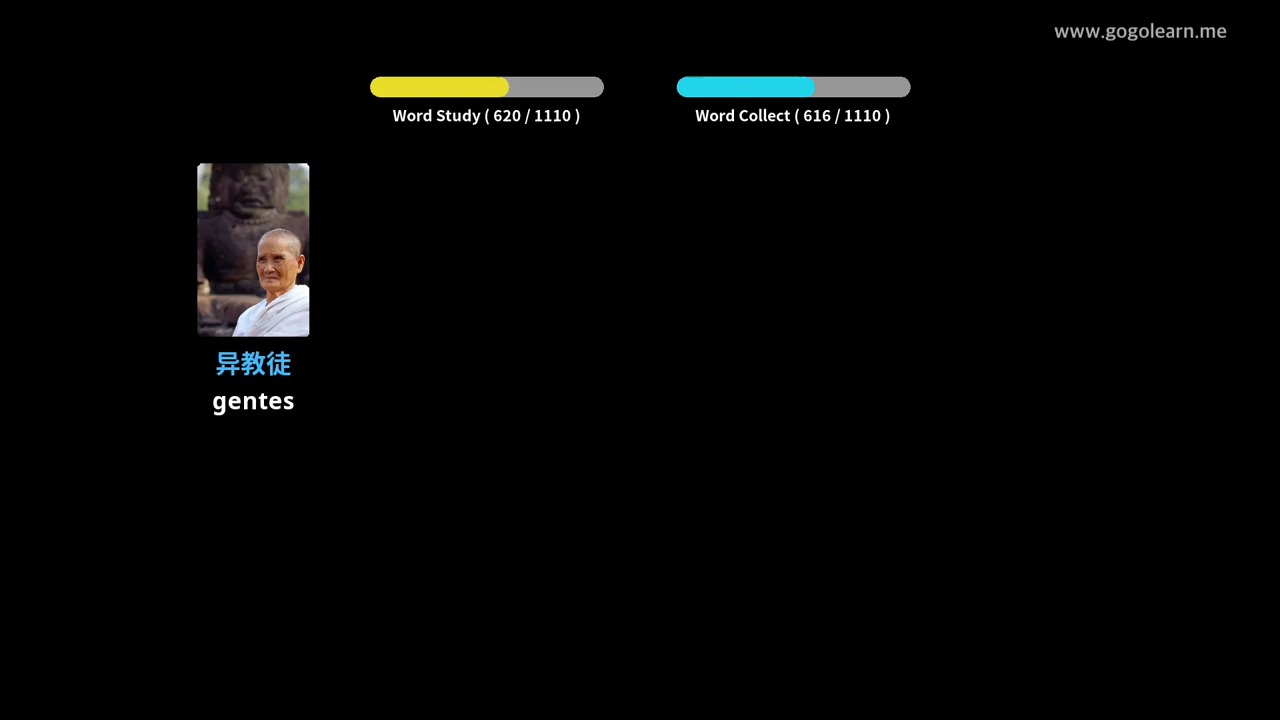 www.gogolearn.me
Word Study ( 620 / 1110 )
Word Collect ( 616 / 1110 )
异教徒
gentes